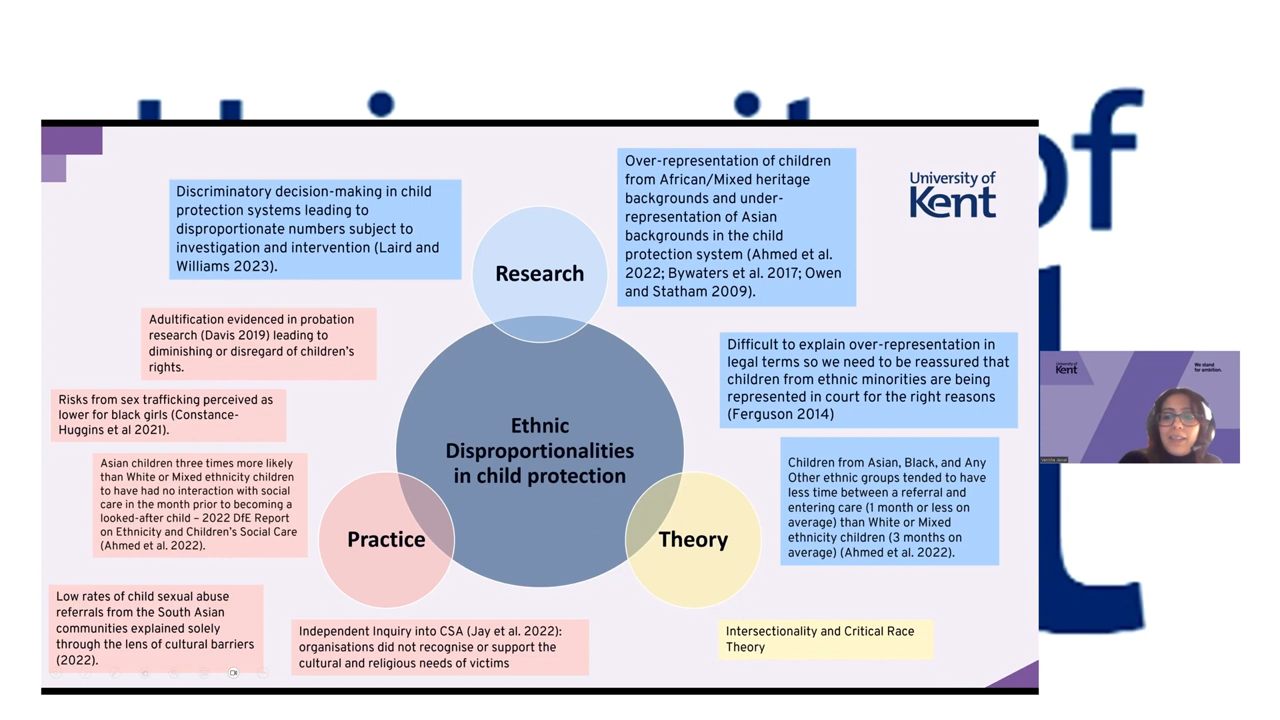 of
Discriminatory decision-making in child
protection systems leading to
disproportionate numbers subject to
investigation and intervention (Laird and
Williams 2023).
Over-representation of children
from African/Mixed heritage
backgrounds and under-
representation of Asian
backgrounds in the child
protection system (Ahmed et al.
2022; Bywaters et al. 2017; Owen
and Statham 2009).
University of
Kent
Research
Adultification evidenced in probation
research (Davis 2019) leading to
diminishing or disregard of children's
rights.
Difficult to explain over-representation in
legal terms so we need to be reassured that
children from ethnic minorities are being
represented in court for the right reasons
(Ferguson 2014)
Risks from sex trafficking perceived as
lower for black girls (Constance-
Huggins et al 2021).
Ethnic
Disproportionalities
in child protection
Asian children three times more likely
than White or Mixed ethnicity children
to have had no interaction with social
care in the month prior to becoming a
looked-after child – 2022 DfE Report
on Ethnicity and Children's Social Care
(Ahmed et al. 2022).
Children from Asian, Black, and Any
Other ethnic groups tended to have
less time between a referral and
entering care (1 month or less on
average) than White or Mixed
ethnicity children (3 months on
average) (Ahmed et al. 2022).
Practice
Theory
Low rates of child sexual abuse
referrals from the South Asian
communities explained solely
through the lens of cultural barriers
(2022).
Independent Inquiry into CSA (Jay et al. 2022):
organisations did not recognise or support the
cultural and religious needs of victims
Intersectionality and Critical Race
Theory
University of
Kent
We stand
for ambition.